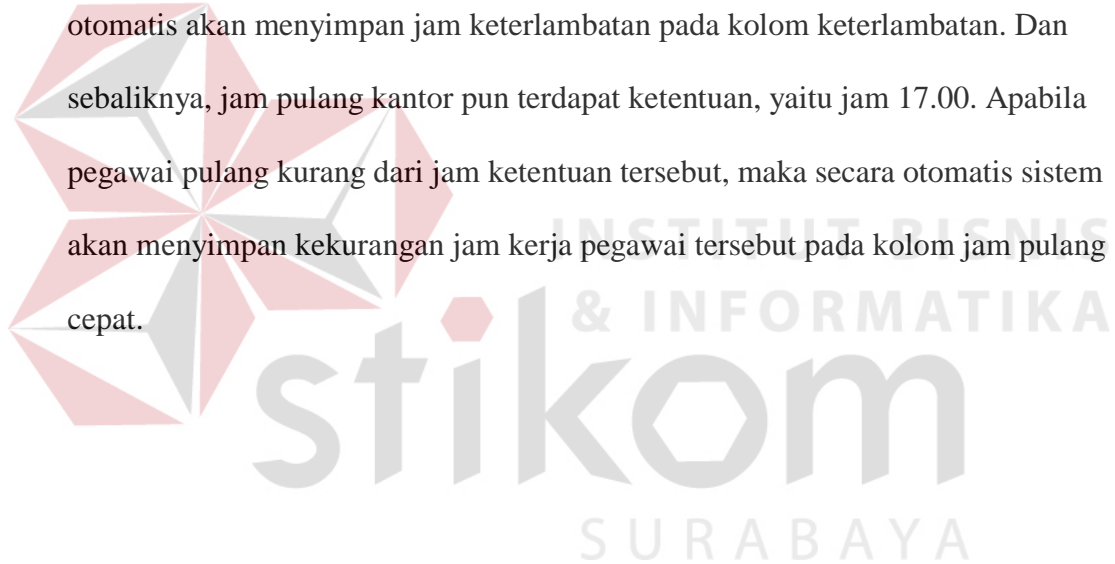 otomatis akan menyimpan jam keterlambatan pada kolom keterlambatan. Dan
sebaliknya, jam pulang kantor pun terdapat ketentuan, yaitu jam 17.00. Apabila
pegawai pulang kurang dari jam ketentuan tersebut, maka secara otomatis sistem
akan menyimpan kekurangan jam kerja pegawai tersebut pada kolom jam pulang
cepat.
INSTITUT BISNIS
& INFORMATIKA
stikom
SURABAYA